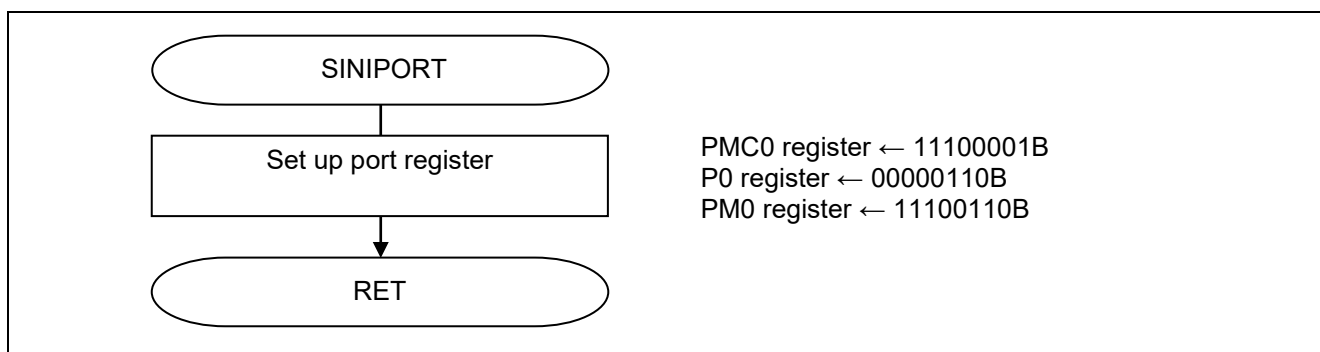 SINIPORT
Set up port register
PMC0 register ← 11100001B
P0 register ← 00000110B
PM0 register ← 11100110B
RET